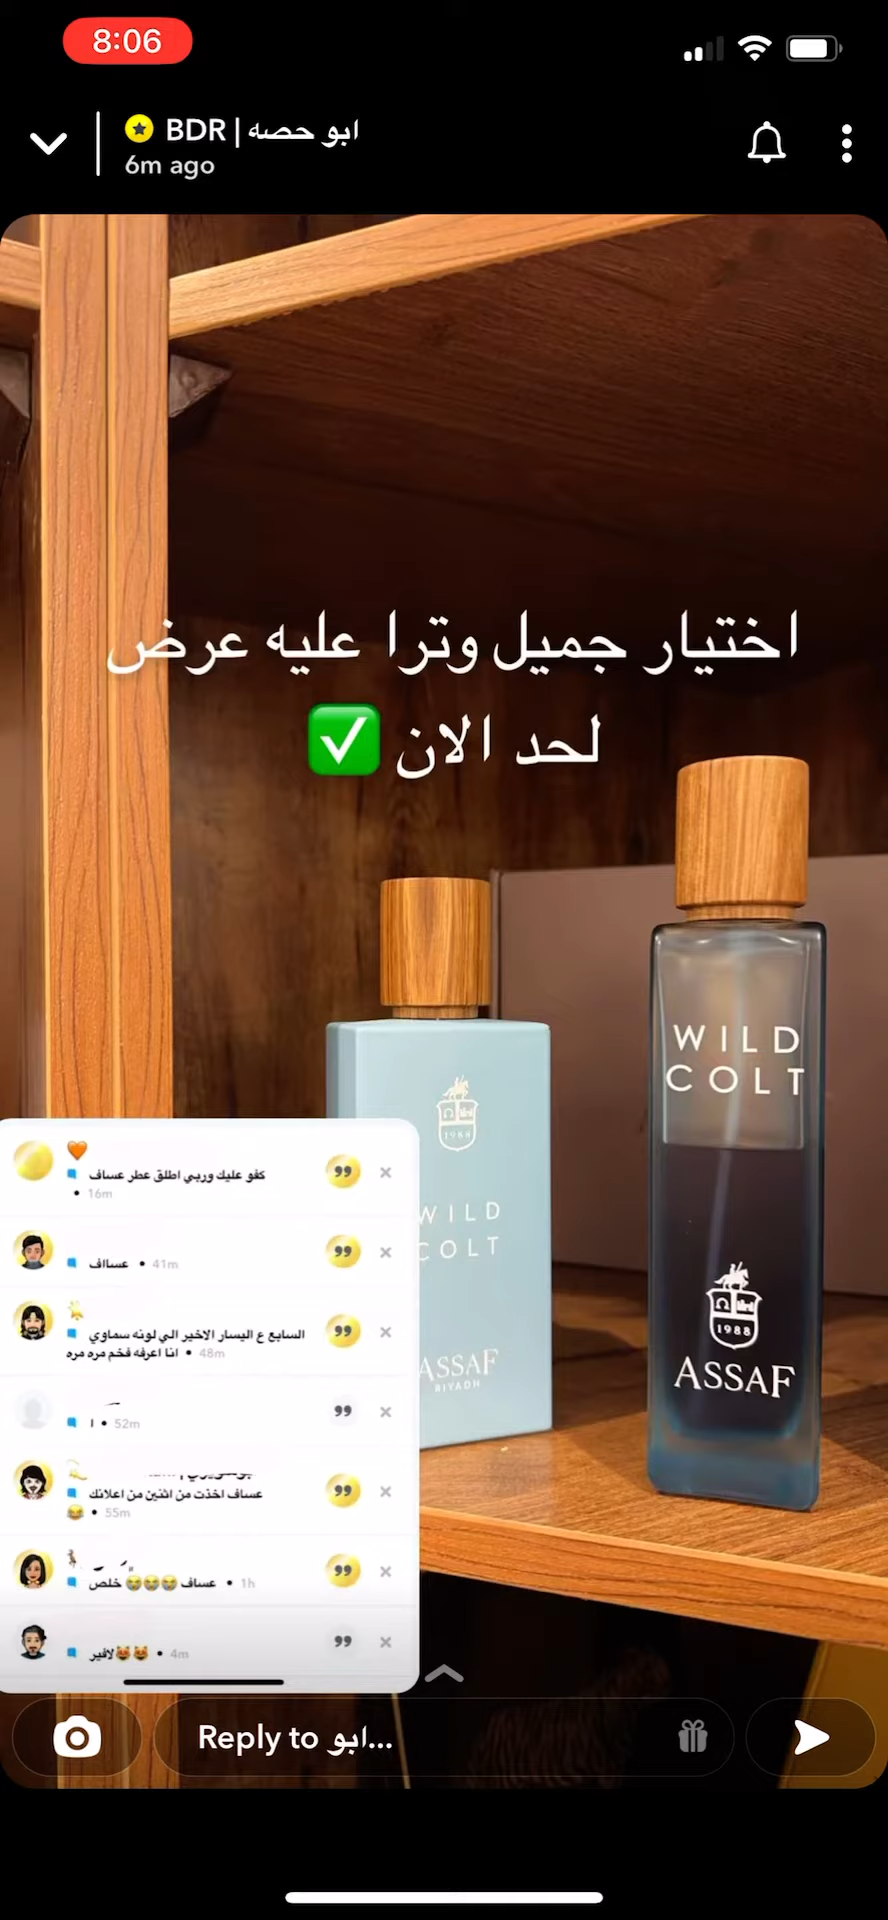 8:06
BDR | ابو حصه
6m ago
اختيار جميل وترا عليه عرض
لحد الان ✅
WILD
COLT
1988
ASSAF
1988
WILD
COLT
ASSAF
RIYADH
🧡
كفو عليك وربي اطلق عطر عساف
• 16m
عسااف • 41m
السابع ع اليسار الاخير الي لونه سماوي
انا اعرفه فخم مره مره • 48m
ا • 52m
عساف اخذت من اثنين من اعلاناتك
😂 • 55m
عساف 😭😭😭 خلص • 1h
لافير😻😻 • 4m
Reply to ابو...